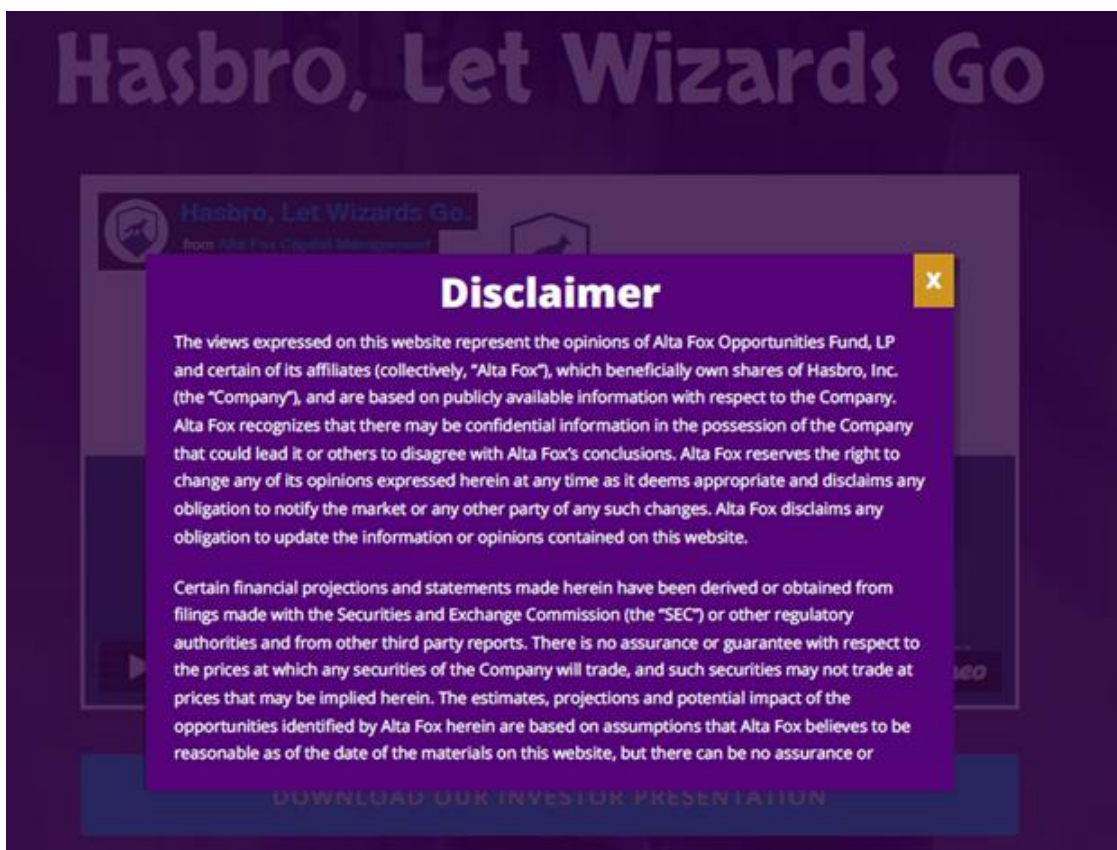 Hasbro, Let Wizards Go
Hasbro, Let Wizards Go.
from Alta Fox Capital Management
Disclaimer
x
The views expressed on this website represent the opinions of Alta Fox Opportunities Fund, LP
and certain of its affiliates (collectively, “Alta Fox”), which beneficially own shares of Hasbro, Inc.
(the “Company”), and are based on publicly available information with respect to the Company.
Alta Fox recognizes that there may be confidential information in the possession of the Company
that could lead it or others to disagree with Alta Fox’s conclusions. Alta Fox reserves the right to
change any of its opinions expressed herein at any time as it deems appropriate and disclaims any
obligation to notify the market or any other party of any such changes. Alta Fox disclaims any
obligation to update the information or opinions contained on this website.
Certain financial projections and statements made herein have been derived or obtained from
filings made with the Securities and Exchange Commission (the “SEC”) or other regulatory
authorities and from other third party reports. There is no assurance or guarantee with respect to
the prices at which any securities of the Company will trade, and such securities may not trade at
prices that may be implied herein. The estimates, projections and potential impact of the
opportunities identified by Alta Fox herein are based on assumptions that Alta Fox believes to be
reasonable as of the date of the materials on this website, but there can be no assurance or
DOWNLOAD OUR INVESTOR PRESENTATION